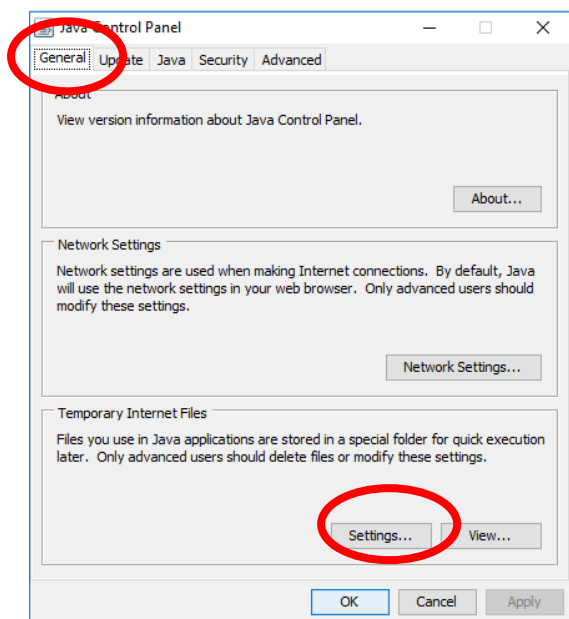 Java Control Panel
General Update Java Security Advanced
About
View version information about Java Control Panel.
About...
Network Settings
Network settings are used when making Internet connections. By default, Java
will use the network settings in your web browser. Only advanced users should
modify these settings.
Network Settings...
Temporary Internet Files
Files you use in Java applications are stored in a special folder for quick execution
later. Only advanced users should delete files or modify these settings.
Settings... View...
OK Cancel Apply